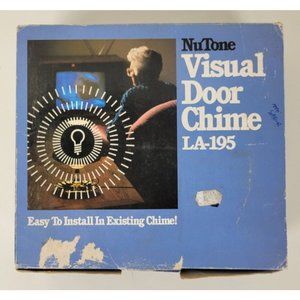 NuTone
Visual
Door
Chime
LA-195
Easy To Install In Existing Chime!